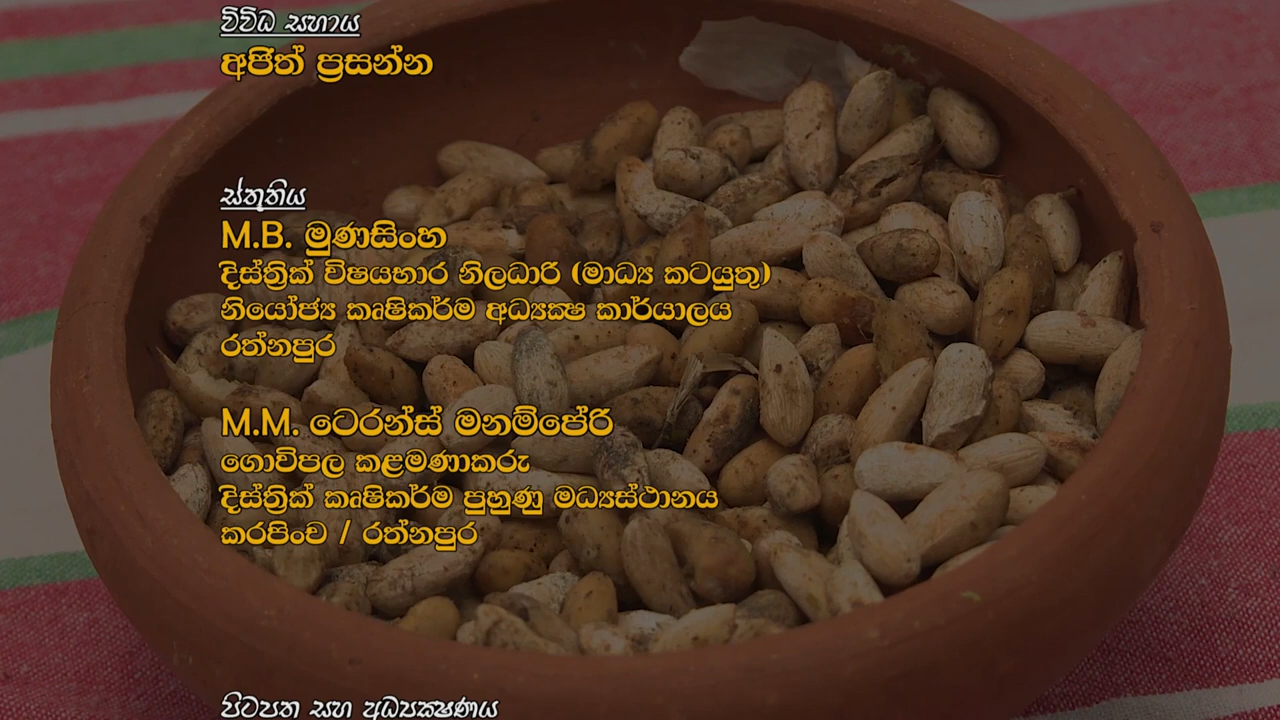 විවිධ සහාය
අජිත් ප්‍රසන්න
ස්තූතිය
M.B. මුණසිංහ
දිස්ත්‍රික් විෂයභාර නිලධාරි (මාධ්‍ය කටයුතු)
නියෝජ්‍ය කෘෂිකර්ම අධ්‍යක්‍ෂ කාර්යාලය
රත්නපුර
M.M. ටෙරන්ස් මනම්පේරි
ගොවිපල කළමණාකරු
දිස්ත්‍රික් කෘෂිකර්ම පුහුණු මධ්‍යස්ථානය
කරපිංච / රත්නපුර
පිටපත සහ අධ්‍යක්‍ෂණය